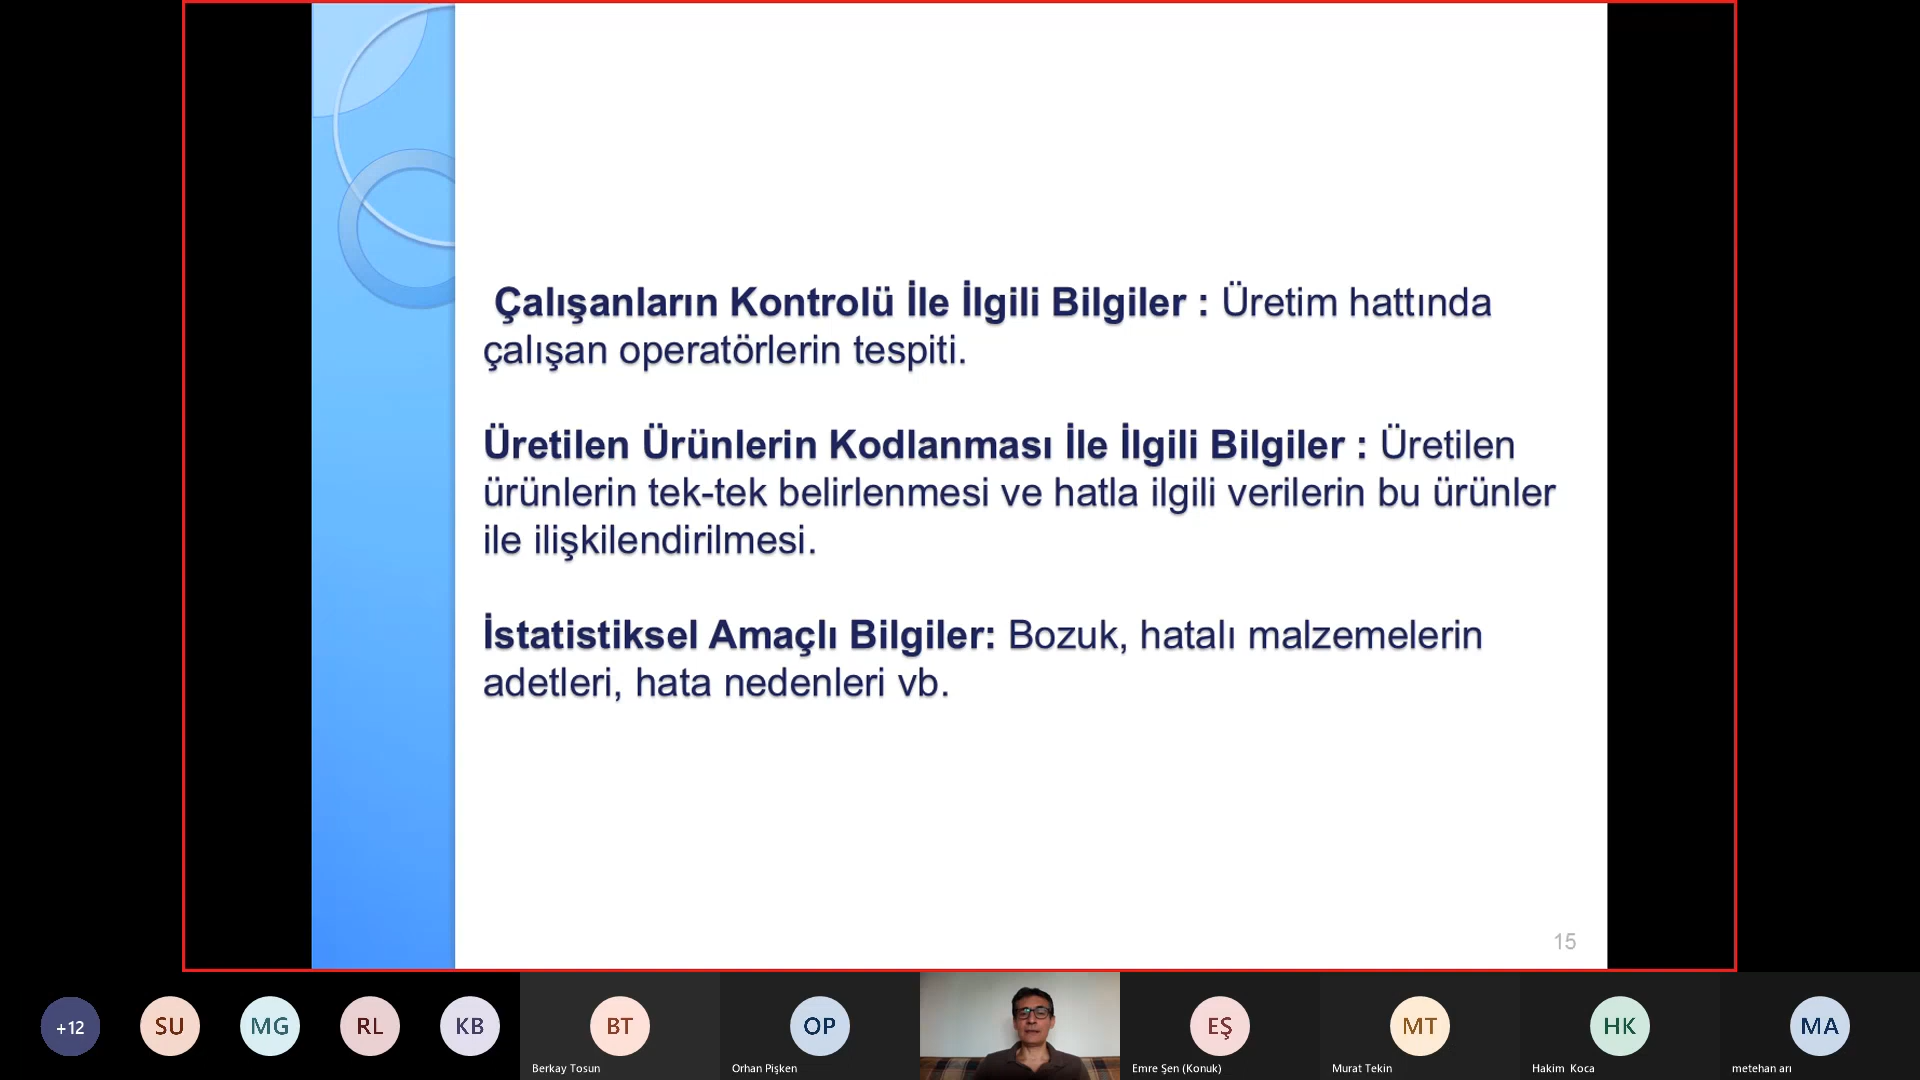 Çalışanların Kontrolü İle İlgili Bilgiler : Üretim hattında
çalışan operatörlerin tespiti.
Üretilen Ürünlerin Kodlanması İle İlgili Bilgiler : Üretilen
ürünlerin tek-tek belirlenmesi ve hatla ilgili verilerin bu ürünler
ile ilişkilendirilmesi.
İstatistiksel Amaçlı Bilgiler: Bozuk, hatalı malzemelerin
adetleri, hata nedenleri vb.
15
+12
SU
MG
RL
KB
BT
Berkay Tosun
OP
Orhan Pişken
EŞ
Emre Şen (Konuk)
MT
Murat Tekin
HK
Hakim Koca
MA
metehan arı